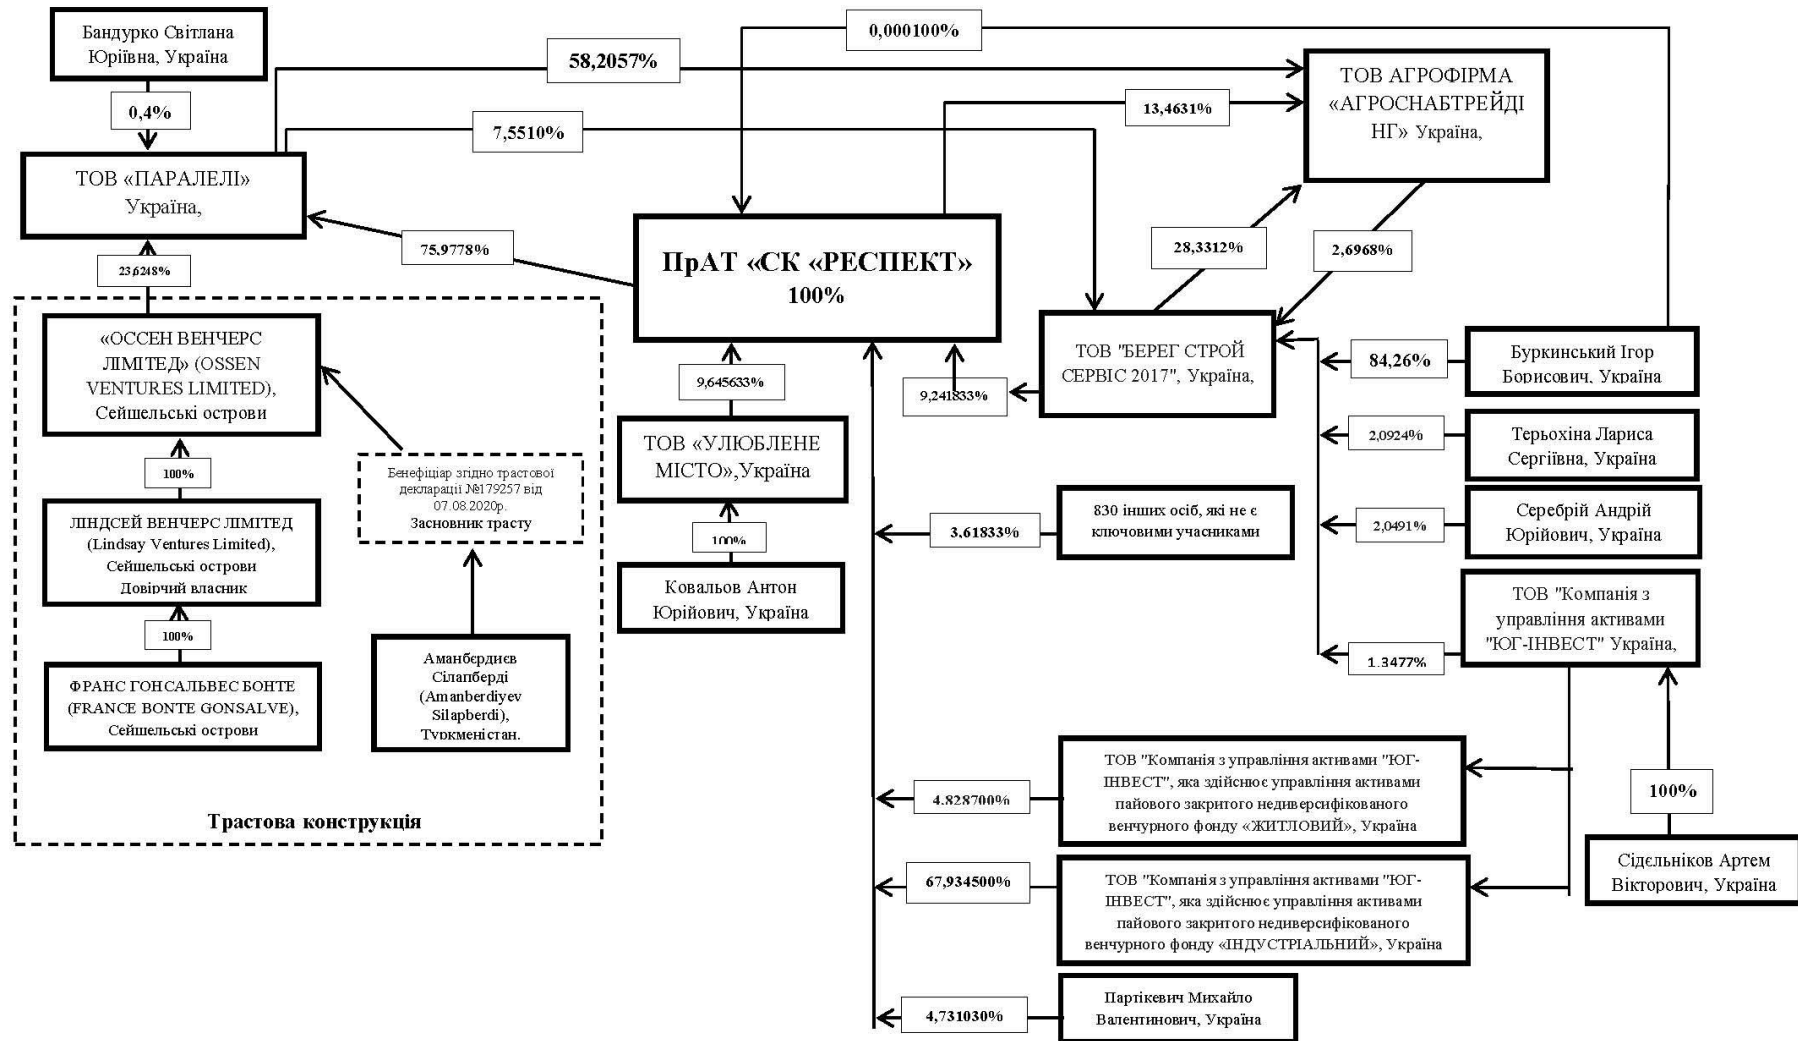 Бандурко Світлана
Юріївна, Україна
0,4%
58,2057%
7,5510%
0,000100%
13,4631%
ТОВ АГРОФІРМА
«АГРОСНАБТРЕЙДІ
НГ» Україна,
ТОВ «ПАРАЛЕЛІ»
Україна,
75,9778%
23,6248%
ПрАТ «СК «РЕСПЕКТ»
100%
28,3312%
2,6968%
«ОССЕН ВЕНЧЕРС
ЛІМІТЕД» (OSSEN
VENTURES LIMITED),
Сейшельські острови
ТОВ "БЕРЕГ СТРОЙ
СЕРВІС 2017", Україна,
9,645633%
9,241833%
84,26%
Буркинський Ігор
Борисович, Україна
ТОВ «УЛЮБЛЕНЕ
МІСТО»,Україна
2,0924%
Терьохіна Лариса
Сергіївна, Україна
100%
Бенефіціар згідно трастової
декларації №179257 від
07.08.2020р.
Засновник трасту
ЛІНДСЕЙ ВЕНЧЕРС ЛІМІТЕД
(Lindsay Ventures Limited),
Сейшельські острови
Довірчий власник
100%
3,61833%
830 інших осіб, які не є
ключовими учасниками
2,0491%
Серебрій Андрій
Юрійович, Україна
Ковальов Антон
Юрійович, Україна
ТОВ "Компанія з
управління активами
"ЮГ-ІНВЕСТ" Україна,
1.3477%
100%
ФРАНС ГОНСАЛЬВЕС БОНТЕ
(FRANCE BONTE GONSALVE),
Сейшельські острови
Аманбєрдиєв
Сілапберді
(Amanberdiyev
Silapberdi),
Туркменістан.
ТОВ "Компанія з управління активами "ЮГ-
ІНВЕСТ", яка здійснює управління активами
пайового закритого недиверсифікованого
венчурного фонду «ЖИТЛОВИЙ», Україна
4.828700%
100%
Трастова конструкція
Сідєльніков Артем
Вікторович, Україна
67,934500%
ТОВ "Компанія з управління активами "ЮГ-
ІНВЕСТ", яка здійснює управління активами
пайового закритого недиверсифікованого
венчурного фонду «ІНДУСТРІАЛЬНИЙ», Україна
4,731030%
Партікевич Михайло
Валентинович, Україна